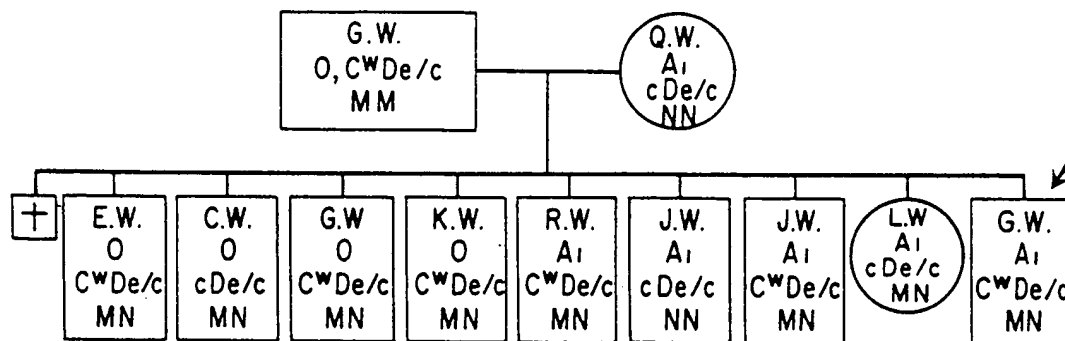 G.W.
O, CʷDe/c
MM
Q.W.
A₁
cDe/c
NN
+
E.W.
O
CʷDe/c
MN
C.W.
O
cDe/c
MN
G.W
O
CʷDe/c
MN
K.W.
O
CʷDe/c
MN
R.W.
A₁
CʷDe/c
MN
J.W.
A₁
cDe/c
NN
J.W.
A₁
CʷDe/c
MN
L.W
A₁
cDe/c
MN
G.W.
A₁
CʷDe/c
MN